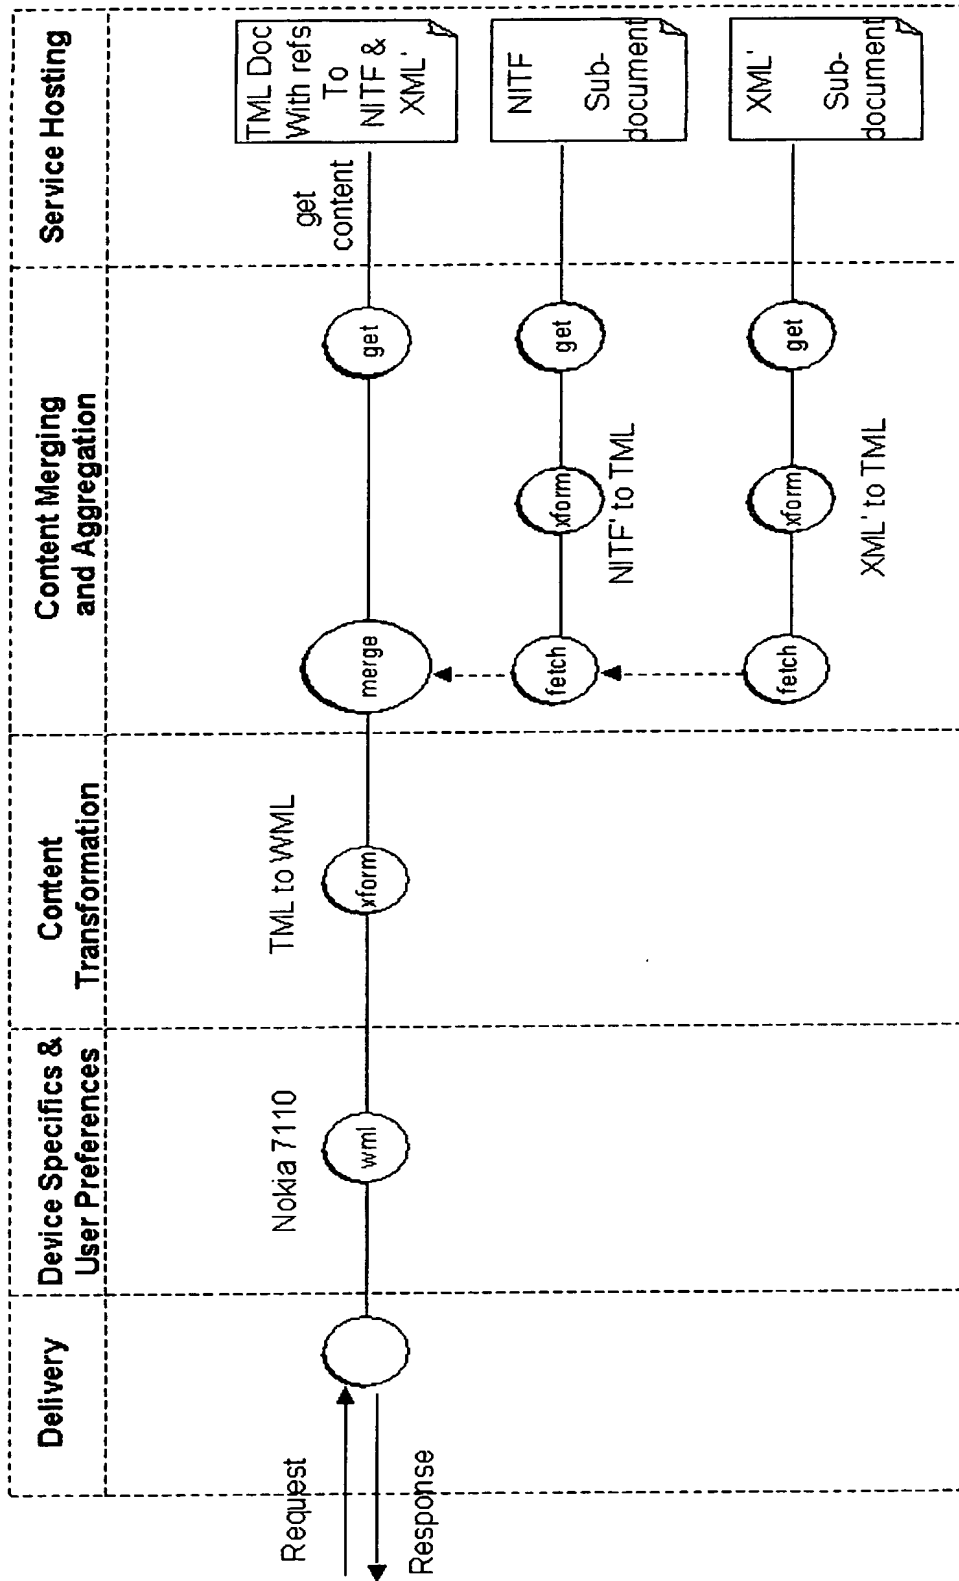 Delivery
Device Specifics &
User Preferences
Content
Transformation
Content Merging
and Aggregation
Service Hosting
Request
Response
Nokia 7110
wml
TML to WML
xform
merge
get
get
content
TML Doc
With refs
To
NITF &
XML'
fetch
xform
NITF' to TML
get
NITF
Sub-
document
fetch
xform
XML' to TML
get
XML'
Sub-
document